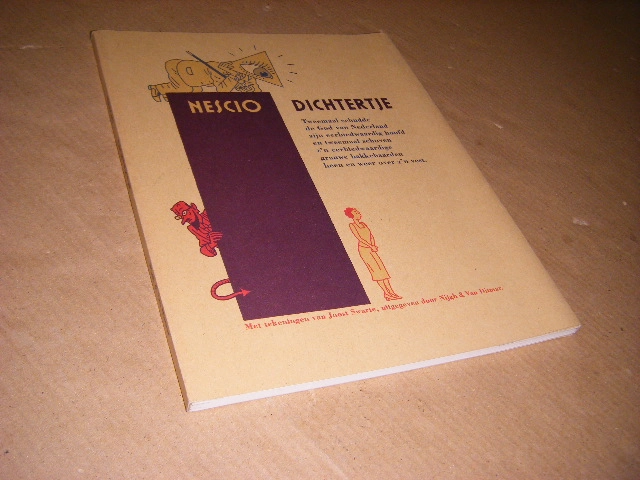 NESCIO DICHTERTJE
Tweemaal schudde
de God van Nederland
zijn eerbiedwaardig hoofd
en tweemaal schoven
z'n eerbiedwaardige
grauwe bakkebaarden
heen en weer over z'n vest.
Met tekeningen van Joost Swarte, uitgegeven door Nijgh & Van Ditmar.